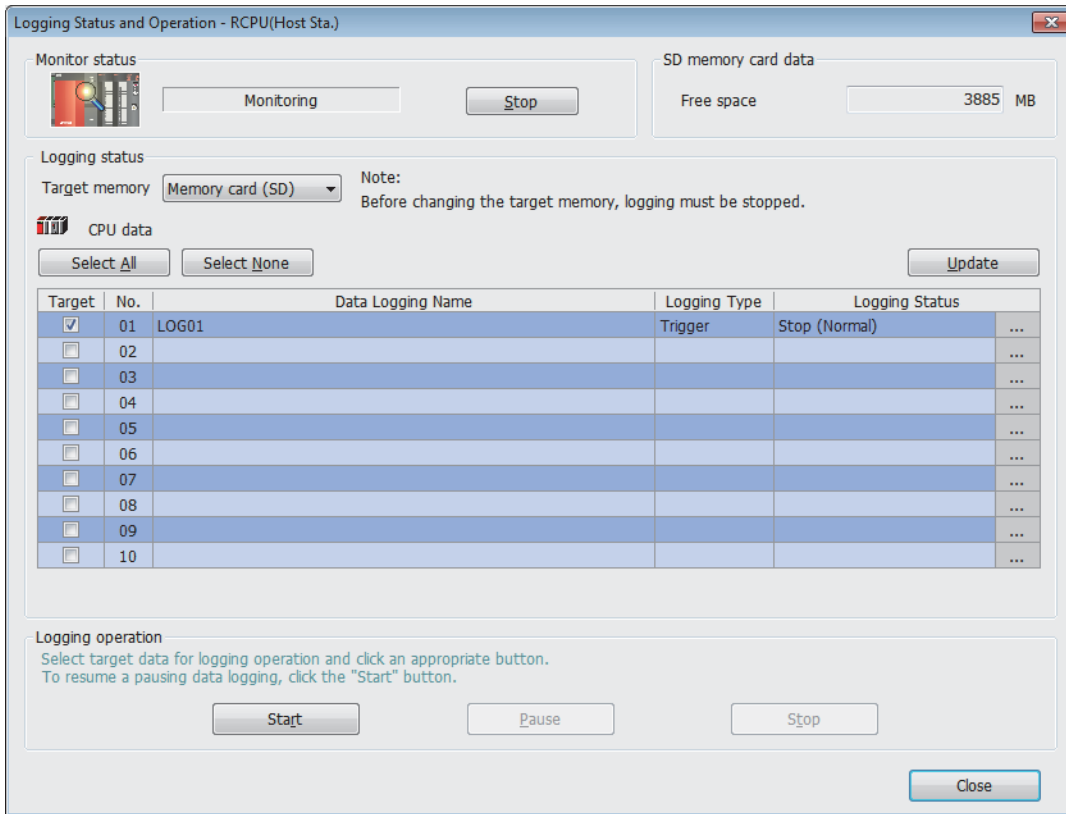 Logging Status and Operation - RCPU(Host Sta.)
Monitor status
Monitoring
Stop
SD memory card data
Free space 3885 MB
Logging status
Target memory Memory card (SD)
Note:
Before changing the target memory, logging must be stopped.
CPU data
Select All Select None Update
Target No. Data Logging Name Logging Type Logging Status
01 LOG01 Trigger Stop (Normal) ...
02 ...
03 ...
04 ...
05 ...
06 ...
07 ...
08 ...
09 ...
10 ...
Logging operation
Select target data for logging operation and click an appropriate button.
To resume a pausing data logging, click the "Start" button.
Start Pause Stop
Close